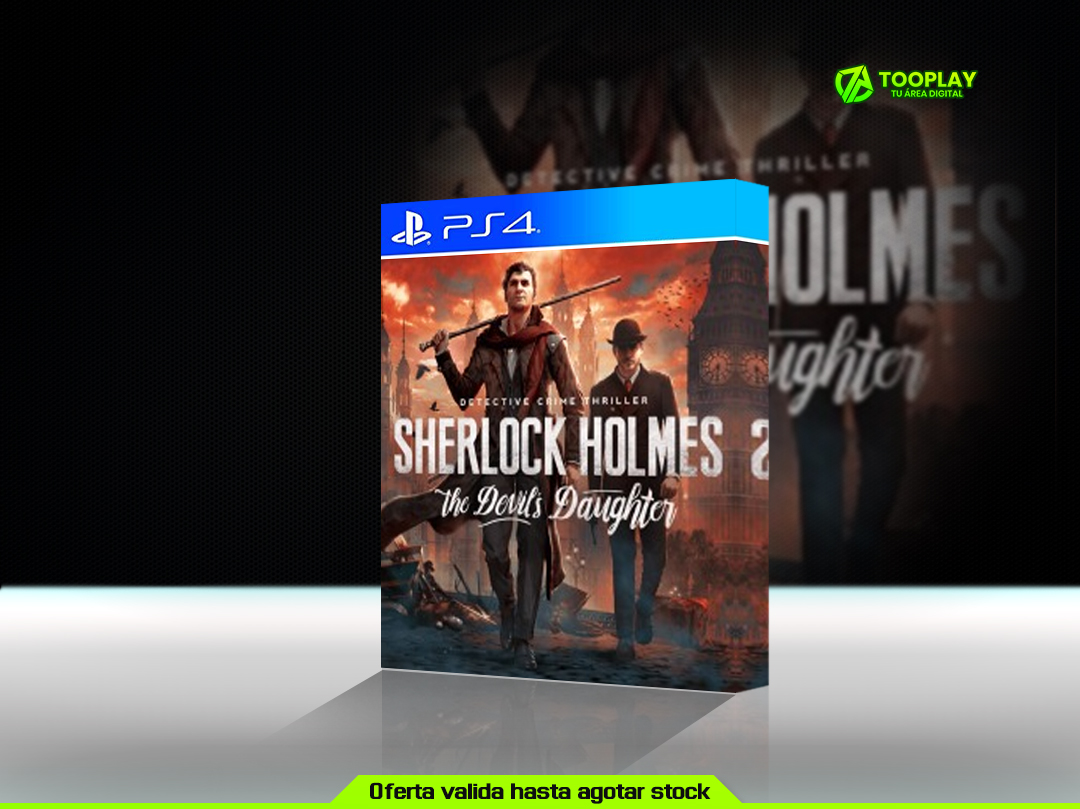 TOOPLAY
TU ÁREA DIGITAL
DETECTIVE CRIME THRILLER
HOLMES
ughter
PS4
DETECTIVE CRIME THRILLER
SHERLOCK HOLMES
the Devil's Daughter
Oferta valida hasta agotar stock